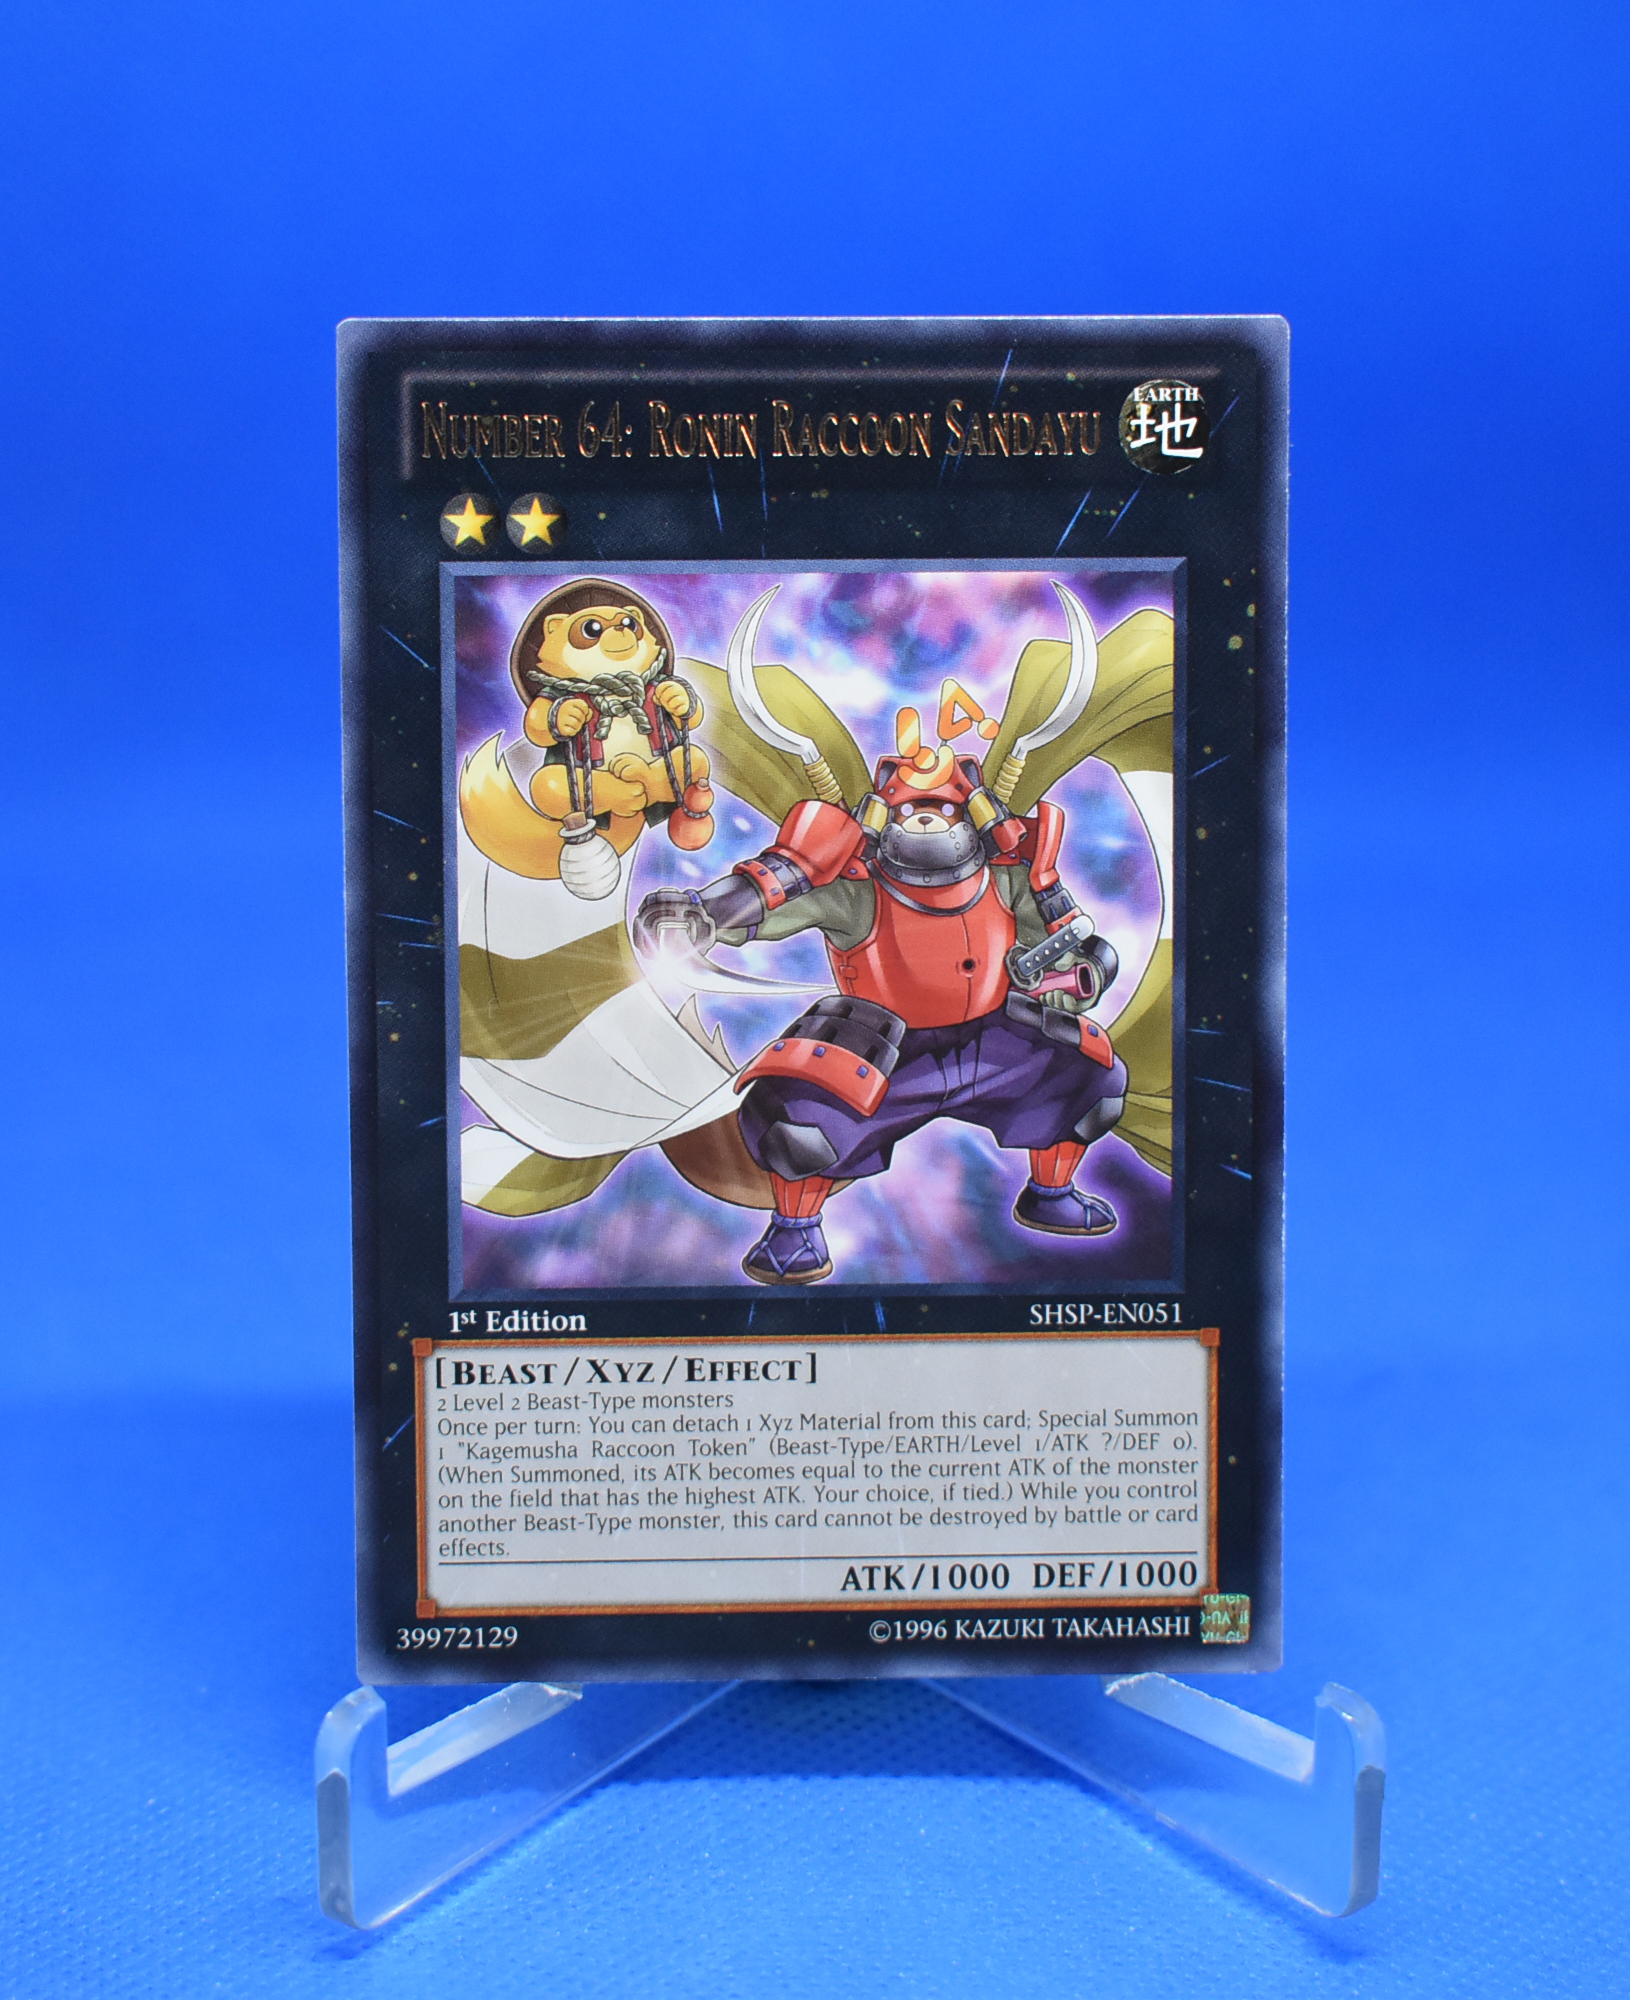 Number 64: Ronin Raccoon Sandayu
EARTH
地
1st Edition
SHSP-EN051
[Beast/Xyz/Effect]
2 Level 2 Beast-Type monsters
Once per turn: You can detach 1 Xyz Material from this card; Special Summon
1 "Kagemusha Raccoon Token" (Beast-Type/EARTH/Level 1/ATK ?/DEF 0).
(When Summoned, its ATK becomes equal to the current ATK of the monster
on the field that has the highest ATK. Your choice, if tied.) While you control
another Beast-Type monster, this card cannot be destroyed by battle or card
effects.
ATK/1000 DEF/1000
39972129
©1996 KAZUKI TAKAHASHI